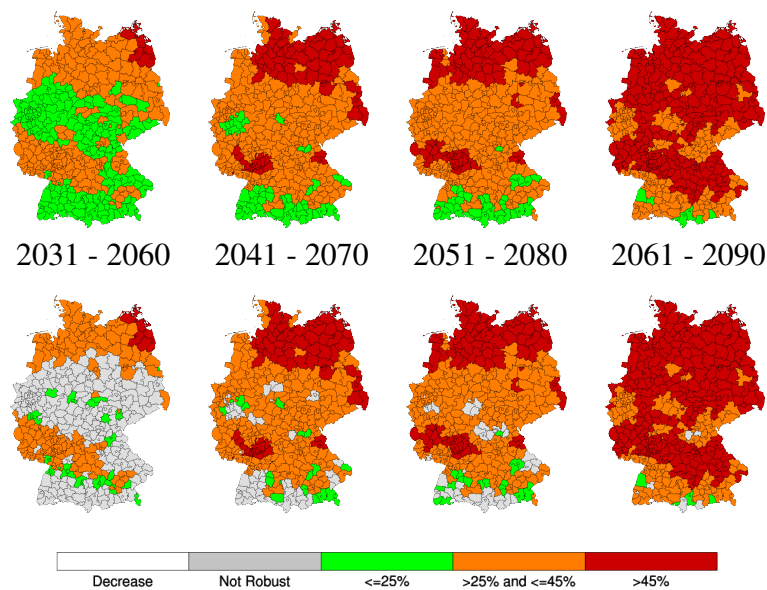 2031 - 2060 2041 - 2070 2051 - 2080 2061 - 2090
Decrease Not Robust <=25% >25% and <=45% >45%